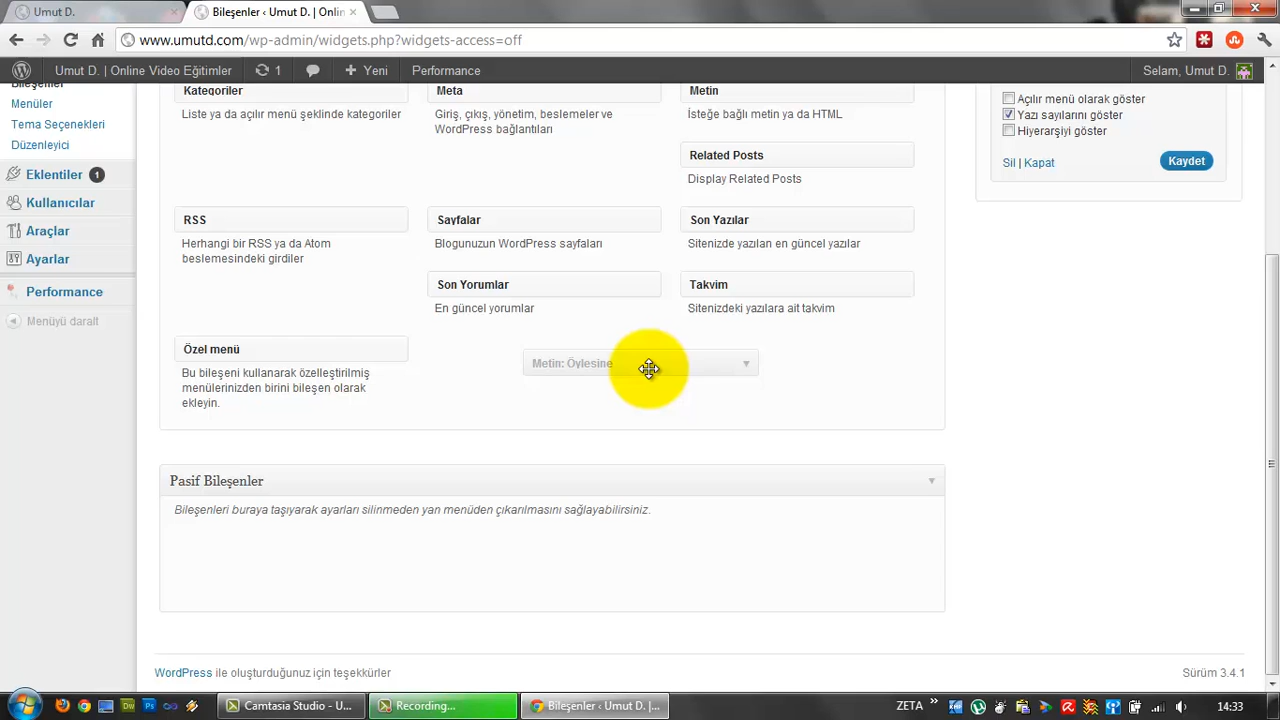 Umut D.
Bileşenler ‹ Umut D. | Onlin
www.umutd.com/wp-admin/widgets.php?widgets-access=off
Umut D. | Online Video Eğitimler
1
Yeni
Performance
Selam, Umut D.
Bileşenler
Menüler
Tema Seçenekleri
Düzenleyici
Eklentiler 1
Kullanıcılar
Araçlar
Ayarlar
Performance
Menüyü daralt
Kategoriler
Liste ya da açılır menü şeklinde kategoriler
Meta
Giriş, çıkış, yönetim, beslemeler ve
WordPress bağlantıları
Metin
İsteğe bağlı metin ya da HTML
Related Posts
Display Related Posts
RSS
Herhangi bir RSS ya da Atom
beslemesindeki girdiler
Sayfalar
Blogunuzun WordPress sayfaları
Son Yazılar
Sitenizde yazılan en güncel yazılar
Son Yorumlar
En güncel yorumlar
Takvim
Sitenizdeki yazılara ait takvim
Özel menü
Bu bileşeni kullanarak özelleştirilmiş
menülerinizden birini bileşen olarak
ekleyin.
Metin: Öylesine
Açılır menü olarak göster
Yazı sayılarını göster
Hiyerarşiyi göster
Sil | Kapat
Kaydet
Pasif Bileşenler
Bileşenleri buraya taşıyarak ayarları silinmeden yan menüden çıkarılmasını sağlayabilirsiniz.
WordPress ile oluşturduğunuz için teşekkürler
Sürüm 3.4.1
Camtasia Studio - U...
Recording...
Bileşenler ‹ Umut D. |...
ZETA
14:33